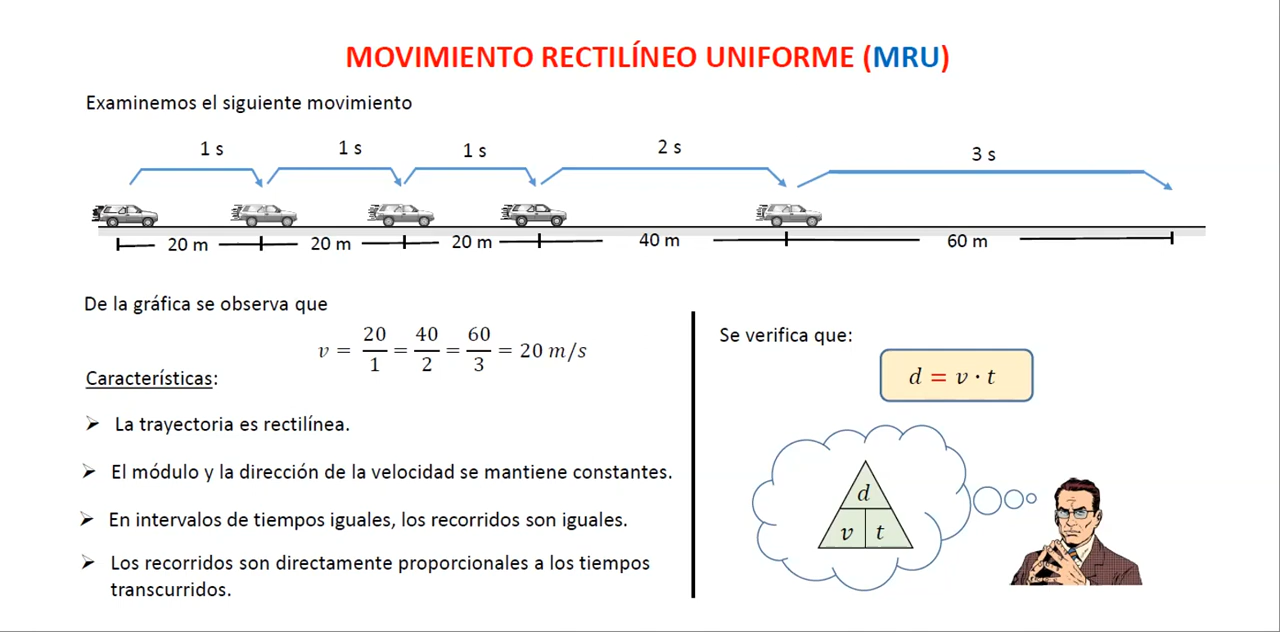 MOVIMIENTO RECTILÍNEO UNIFORME (MRU)
Examinemos el siguiente movimiento
1 s 1 s 1 s 2 s 3 s
20 m 20 m 20 m 40 m 60 m
De la gráfica se observa que
v = 20/1 = 40/2 = 60/3 = 20 m/s
Características:
➢ La trayectoria es rectilínea.
➢ El módulo y la dirección de la velocidad se mantiene constantes.
➢ En intervalos de tiempos iguales, los recorridos son iguales.
➢ Los recorridos son directamente proporcionales a los tiempos
transcurridos.
Se verifica que:
d = v · t
d
v t